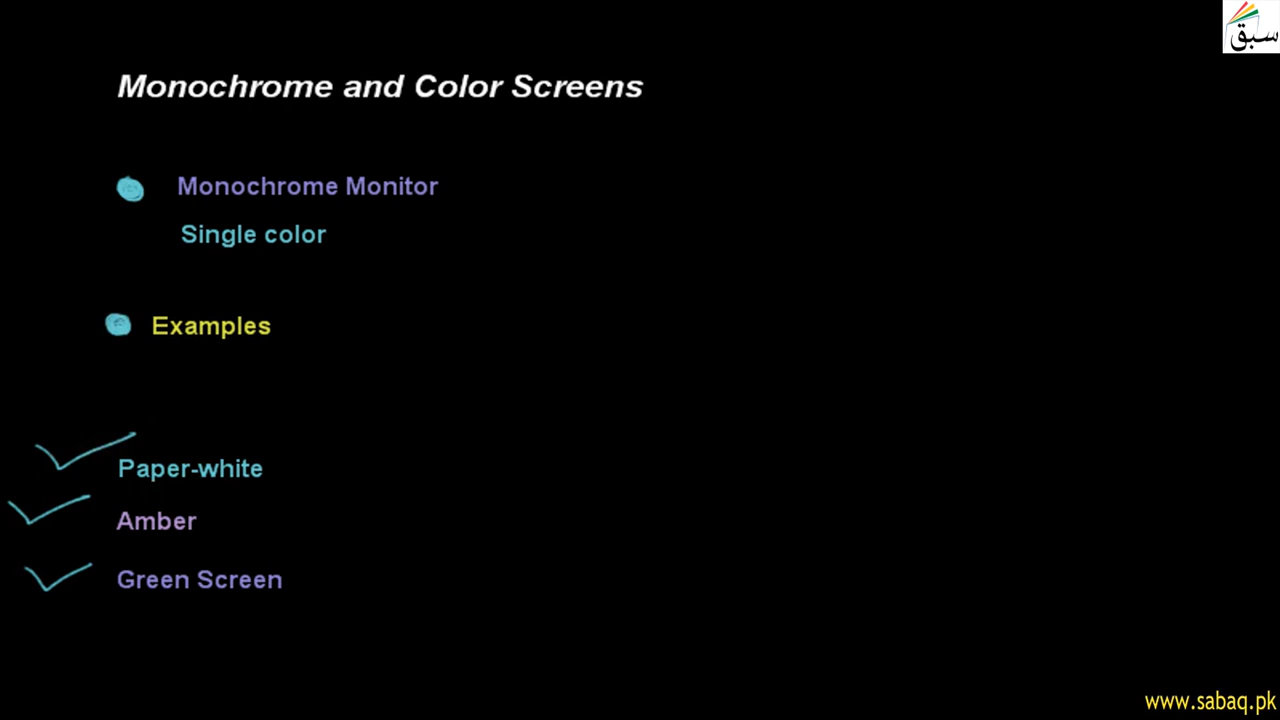 سبق
Monochrome and Color Screens
Monochrome Monitor
Single color
Examples
Paper-white
Amber
Green Screen
www.sabaq.pk